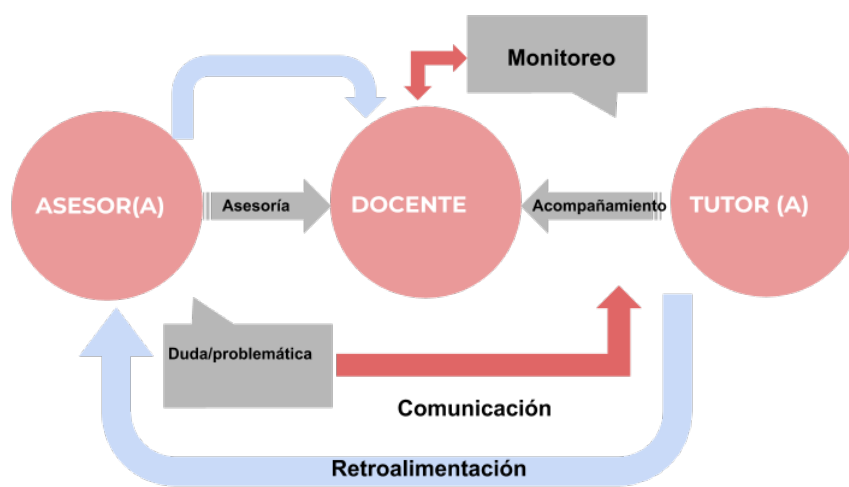 Monitoreo
ASESOR(A)
Asesoría
DOCENTE
Acompañamiento
TUTOR (A)
Duda/problemática
Comunicación
Retroalimentación